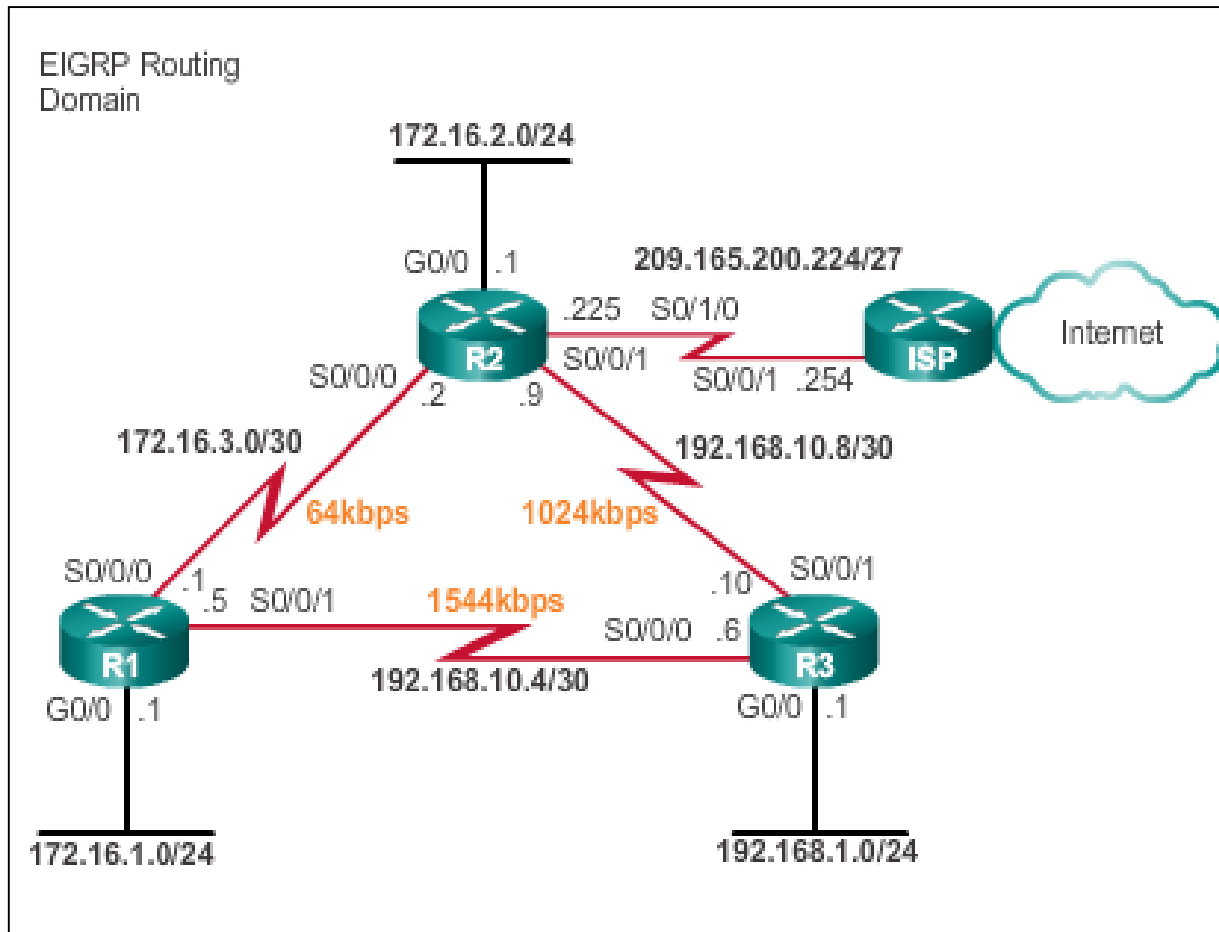 EIGRP Routing
Domain
172.16.2.0/24
G0/0 .1
209.165.200.224/27
.225 S0/1/0
Internet
R2
ISP
S0/0/1
S0/0/0
S0/0/1 .254
.2 .9
172.16.3.0/30
192.168.10.8/30
64kbps
1024kbps
S0/0/0
.1
.10
S0/0/1
.5 S0/0/1
1544kbps
S0/0/0 .6
R1
R3
192.168.10.4/30
G0/0 .1
G0/0 .1
172.16.1.0/24
192.168.1.0/24